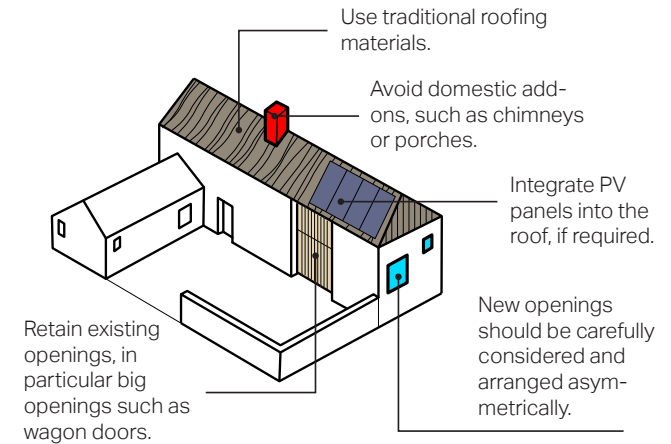 Use traditional roofing
materials.
Avoid domestic add-
ons, such as chimneys
or porches.
Integrate PV
panels into the
roof, if required.
New openings
should be carefully
considered and
arranged asym-
metrically.
Retain existing
openings, in
particular big
openings such as
wagon doors.